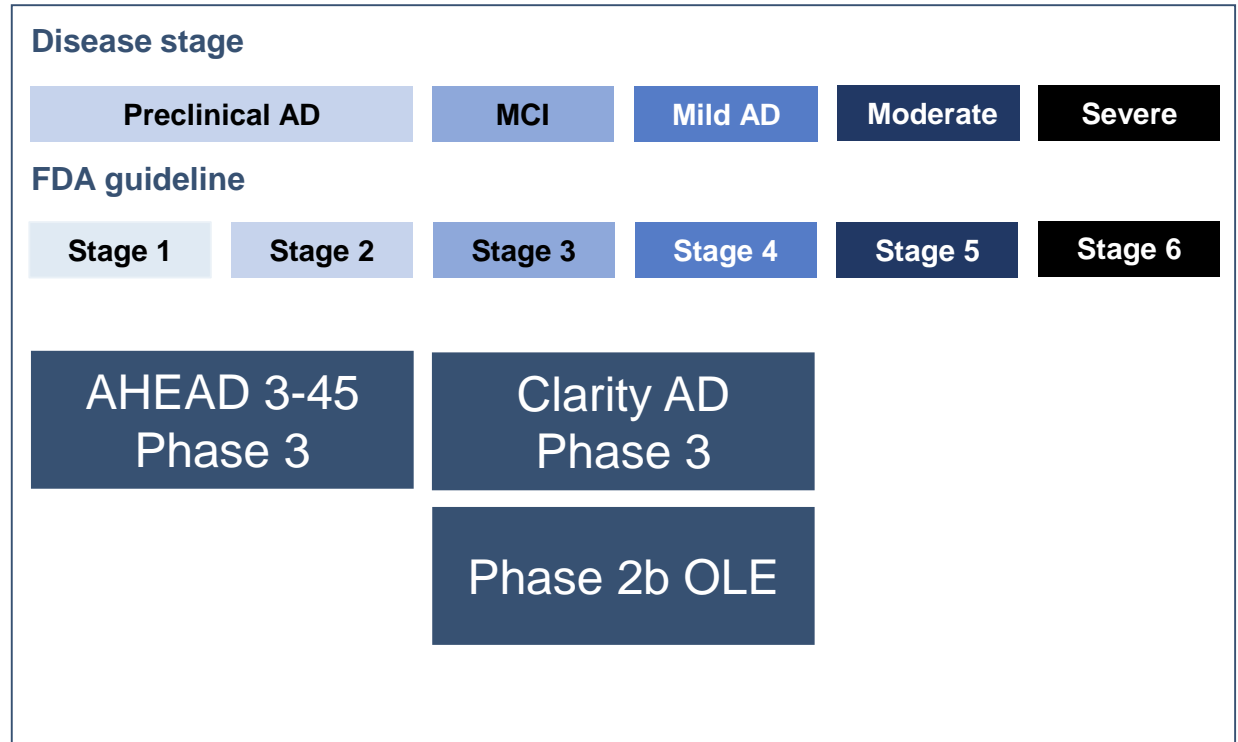 Disease stage
Preclinical AD MCI Mild AD Moderate Severe
FDA guideline
Stage 1 Stage 2 Stage 3 Stage 4 Stage 5 Stage 6
AHEAD 3-45
Phase 3
Clarity AD
Phase 3
Phase 2b OLE